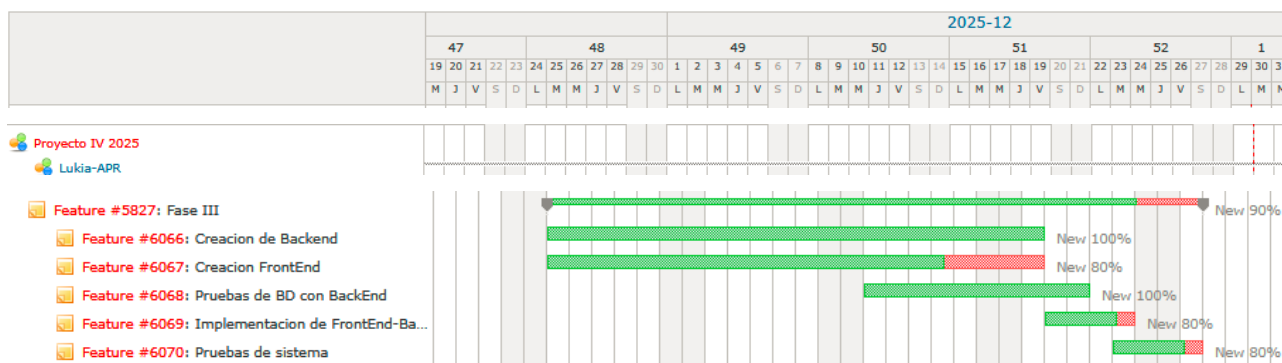 2025-12
47 48 49 50 51 52 1
19 20 21 22 23 24 25 26 27 28 29 30 1 2 3 4 5 6 7 8 9 10 11 12 13 14 15 16 17 18 19 20 21 22 23 24 25 26 27 28 29 30
M J V S D L M M J V S D L M M J V S D L M M J V S D L M M J V S D L M M J V S D L M
Proyecto IV 2025
Lukia-APR
Feature #5827: Fase III New 90%
Feature #6066: Creacion de Backend New 100%
Feature #6067: Creacion FrontEnd New 80%
Feature #6068: Pruebas de BD con BackEnd New 100%
Feature #6069: Implementacion de FrontEnd-Ba... New 80%
Feature #6070: Pruebas de sistema New 80%